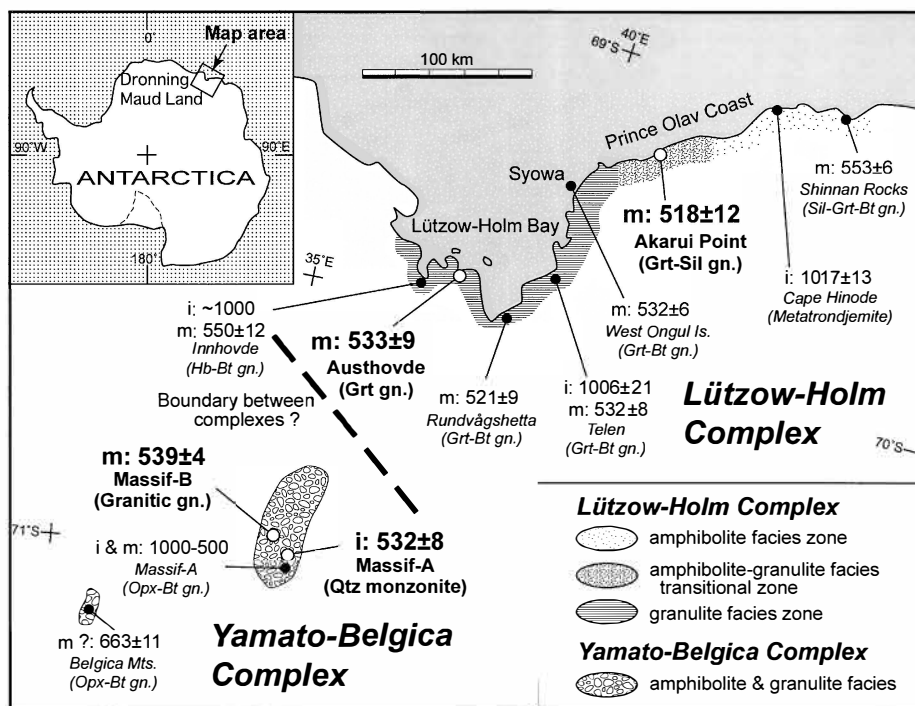 0°
Map area
Dronning
Maud Land
90°W
90°E
ANTARCTICA
180°
100 km
40°E
69°S
Prince Olav Coast
Syowa
Lützow-Holm Bay
35°E
m: 553±6
Shinnan Rocks
(Sil-Grt-Bt gn.)
m: 518±12
Akarui Point
(Grt-Sil gn.)
i: 1017±13
Cape Hinode
(Metatrondjemite)
i: ~1000
m: 550±12
Innhovde
(Hb-Bt gn.)
m: 533±9
Austhovde
(Grt gn.)
m: 532±6
West Ongul Is.
(Grt-Bt gn.)
m: 521±9
Rundvågshetta
(Grt-Bt gn.)
i: 1006±21
m: 532±8
Telen
(Grt-Bt gn.)
Lützow-Holm
Complex
70°S
Boundary between
complexes ?
m: 539±4
Massif-B
(Granitic gn.)
71°S
i & m: 1000-500
Massif-A
(Opx-Bt gn.)
i: 532±8
Massif-A
(Qtz monzonite)
m ?: 663±11
Belgica Mts.
(Opx-Bt gn.)
Yamato-Belgica
Complex
Lützow-Holm Complex
amphibolite facies zone
amphibolite-granulite facies
transitional zone
granulite facies zone
Yamato-Belgica Complex
amphibolite & granulite facies